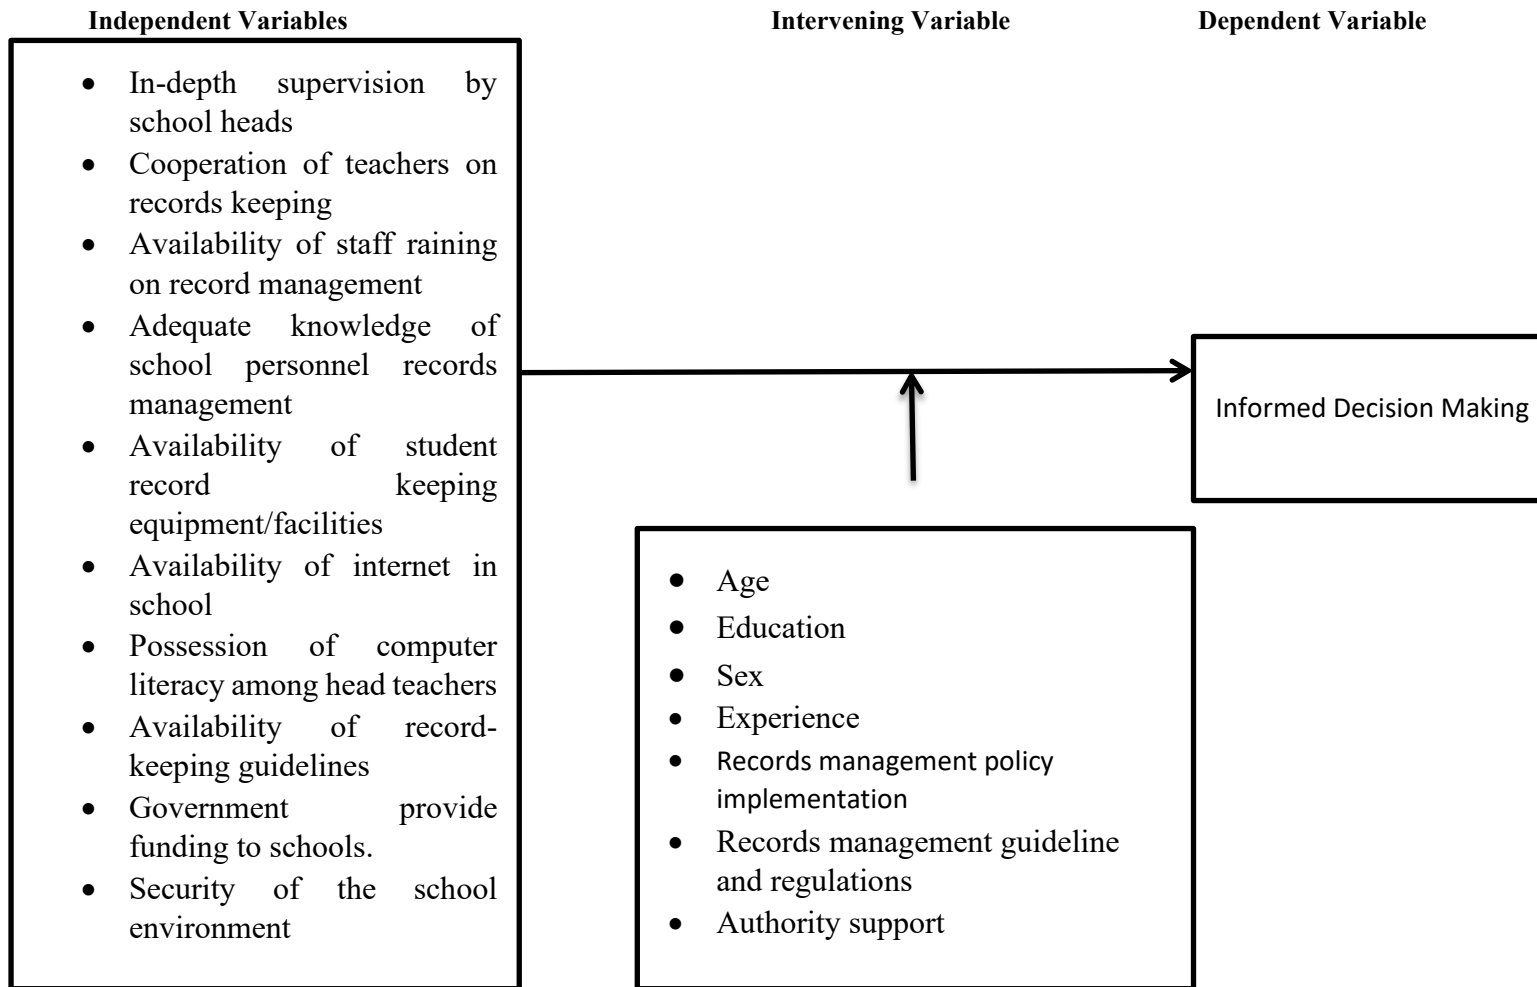 Independent Variables
Intervening Variable
Dependent Variable
• In-depth supervision by
school heads
• Cooperation of teachers on
records keeping
• Availability of staff raining
on record management
• Adequate knowledge of
school personnel records
management
• Availability of student
record keeping
equipment/facilities
• Availability of internet in
school
• Possession of computer
literacy among head teachers
• Availability of record-
keeping guidelines
• Government provide
funding to schools.
• Security of the school
environment
• Age
• Education
• Sex
• Experience
• Records management policy
implementation
• Records management guideline
and regulations
• Authority support
Informed Decision Making